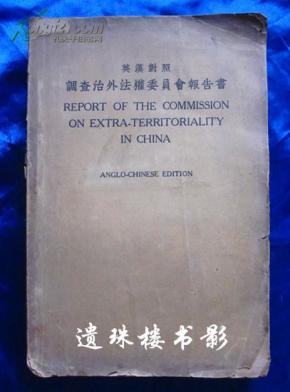 英漢對照
調查治外法權委員會報告書
REPORT OF THE COMMISSION
ON EXTRA-TERRITORIALITY
IN CHINA
ANGLO-CHINESE EDITION
遗珠楼书影